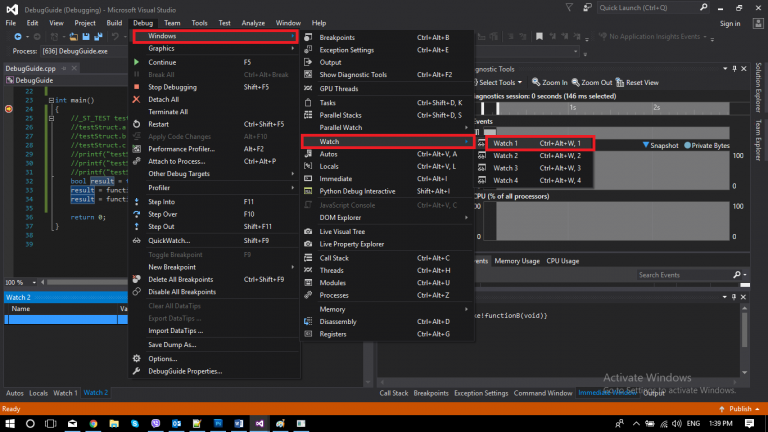 DebugGuide (Debugging) - Microsoft Visual Studio
Quick Launch (Ctrl+Q)
File Edit View Project Build Debug Team Tools Test Analyze Window Help
Sign in
No Application Insights Events
Process: [636] DebugGuide.exe
DebugGuide.cpp
DebugGuide
22
23 int main()
24 {
25 //_ST_TEST test
26 //testStruct.a
27 //testStruct.b
28 //testStruct.c
29 //printf("test
30 //printf("test
31 //printf("test
32 bool result = f
33 result = functi
34 result = funct
35
36 return 0;
37 }
38
39
100 %
Windows
Graphics
Continue F5
Break All Ctrl+Alt+Break
Stop Debugging Shift+F5
Detach All
Terminate All
Restart Ctrl+Shift+F5
Apply Code Changes Alt+F10
Performance Profiler... Alt+F2
Attach to Process... Ctrl+Alt+P
Other Debug Targets
Profiler
Step Into F11
Step Over F10
Step Out Shift+F11
QuickWatch... Shift+F9
Toggle Breakpoint F9
New Breakpoint
Delete All Breakpoints Ctrl+Shift+F9
Disable All Breakpoints
Clear All DataTips
Export DataTips ...
Import DataTips ...
Save Dump As...
Options...
DebugGuide Properties...
Breakpoints Ctrl+Alt+B
Exception Settings Ctrl+Alt+E
Output
Show Diagnostic Tools Ctrl+Alt+F2
GPU Threads
Tasks Ctrl+Shift+D, K
Parallel Stacks Ctrl+Shift+D, S
Parallel Watch
Watch
Autos Ctrl+Alt+V, A
Locals Ctrl+Alt+V, L
Immediate Ctrl+Alt+I
Python Debug Interactive Shift+Alt+I
JavaScript Console Ctrl+Alt+V, C
DOM Explorer
Live Visual Tree
Live Property Explorer
Call Stack Ctrl+Alt+C
Threads Ctrl+Alt+H
Modules Ctrl+Alt+U
Processes Ctrl+Alt+Z
Memory
Disassembly Ctrl+Alt+D
Registers Ctrl+Alt+G
Watch 1 Ctrl+Alt+W, 1
Watch 2 Ctrl+Alt+W, 2
Watch 3 Ctrl+Alt+W, 3
Watch 4 Ctrl+Alt+W, 4
Diagnostic Tools
Select Tools Zoom In Zoom Out Reset View
Diagnostics session: 0 seconds (146 ms selected)
1s 2s
Events
Snapshot Private Bytes
100
0
CPU (% of all processors)
100 100
0 0
Events Memory Usage CPU Usage
Search Events
Solution Explorer
Team Explorer
Watch 2
Name Va
Autos Locals Watch 1 Watch 2
!functionB(void)}
Call Stack Breakpoints Exception Settings Command Window Immediate Window Output
Activate Windows
Go to Settings to activate Windows.
Ready
Publish
ENG 1:39 PM